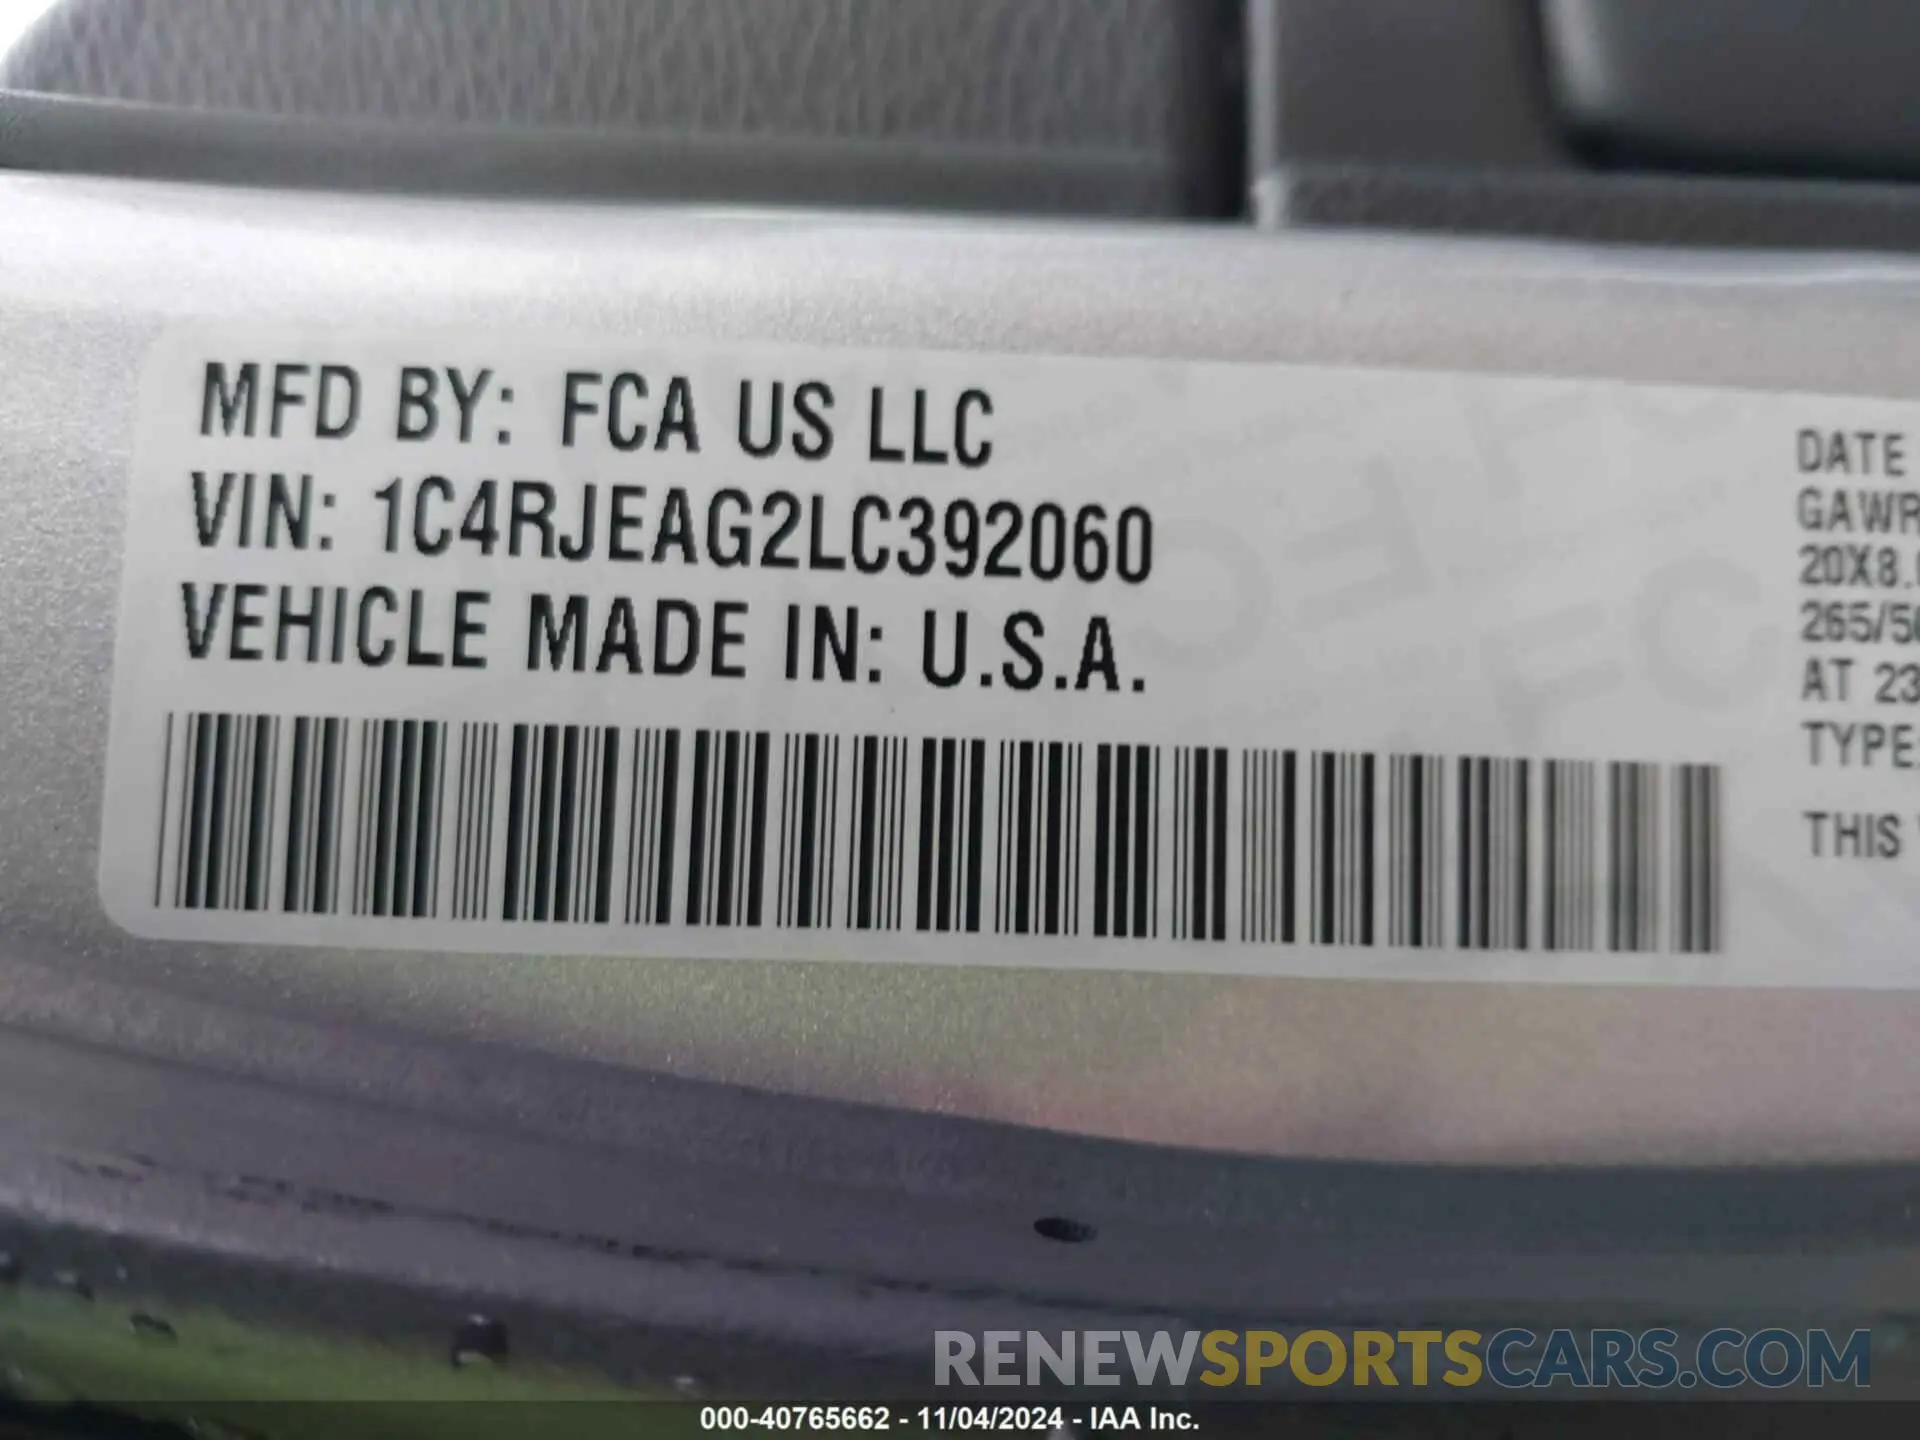 MFD BY: FCA US LLC
VIN: 1C4RJEAG2LC392060
VEHICLE MADE IN: U.S.A.
DATE
GAWR
20X8.
265/50
AT 23
TYPE:
THIS
RENEWSPORTSCARS.COM
000-40765662 - 11/04/2024 - IAA Inc.